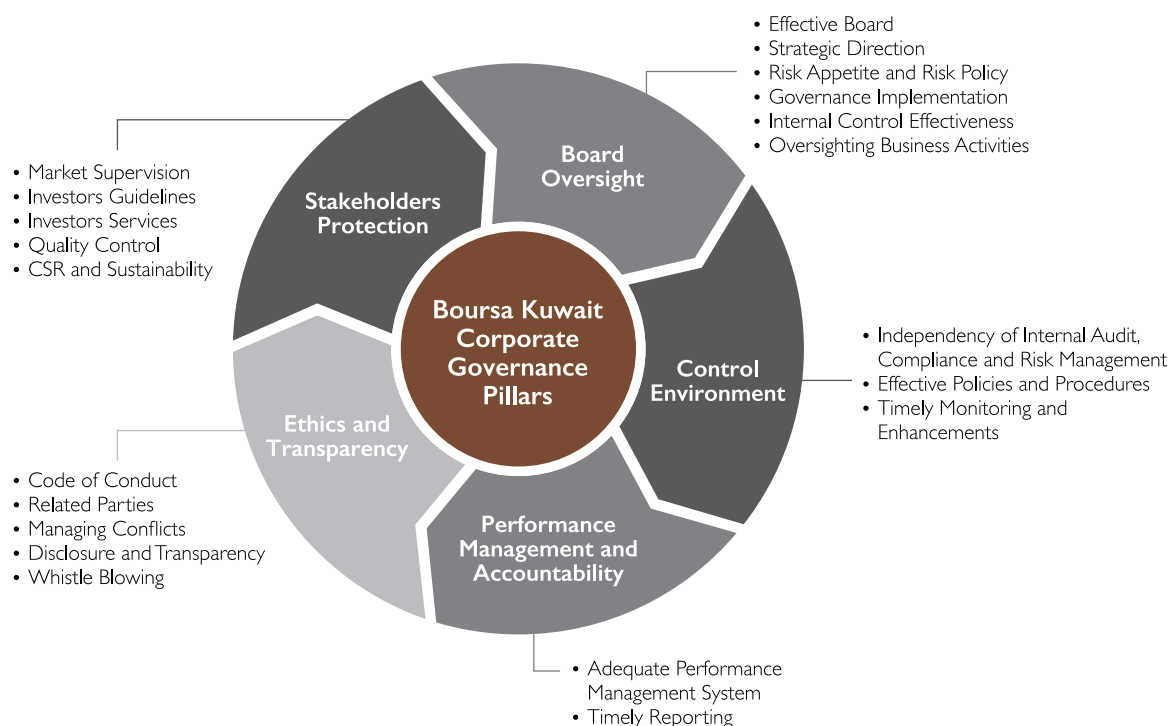 • Effective Board
• Strategic Direction
• Risk Appetite and Risk Policy
• Governance Implementation
• Internal Control Effectiveness
• Oversighting Business Activities
Board
Oversight
• Market Supervision
• Investors Guidelines
• Investors Services
• Quality Control
• CSR and Sustainability
Stakeholders
Protection
Boursa Kuwait
Corporate
Governance
Pillars
Control
Environment
• Independency of Internal Audit,
Compliance and Risk Management
• Effective Policies and Procedures
• Timely Monitoring and
Enhancements
Ethics and
Transparency
• Code of Conduct
• Related Parties
• Managing Conflicts
• Disclosure and Transparency
• Whistle Blowing
Performance
Management and
Accountability
• Adequate Performance
Management System
• Timely Reporting